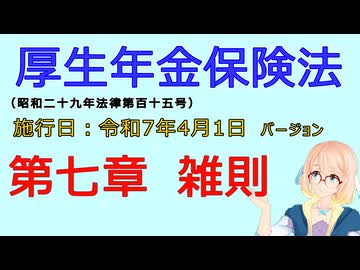 厚生年金保険法
（昭和二十九年法律第百十五号）
施行日：令和7年4月1日 バージョン
第七章 雑則